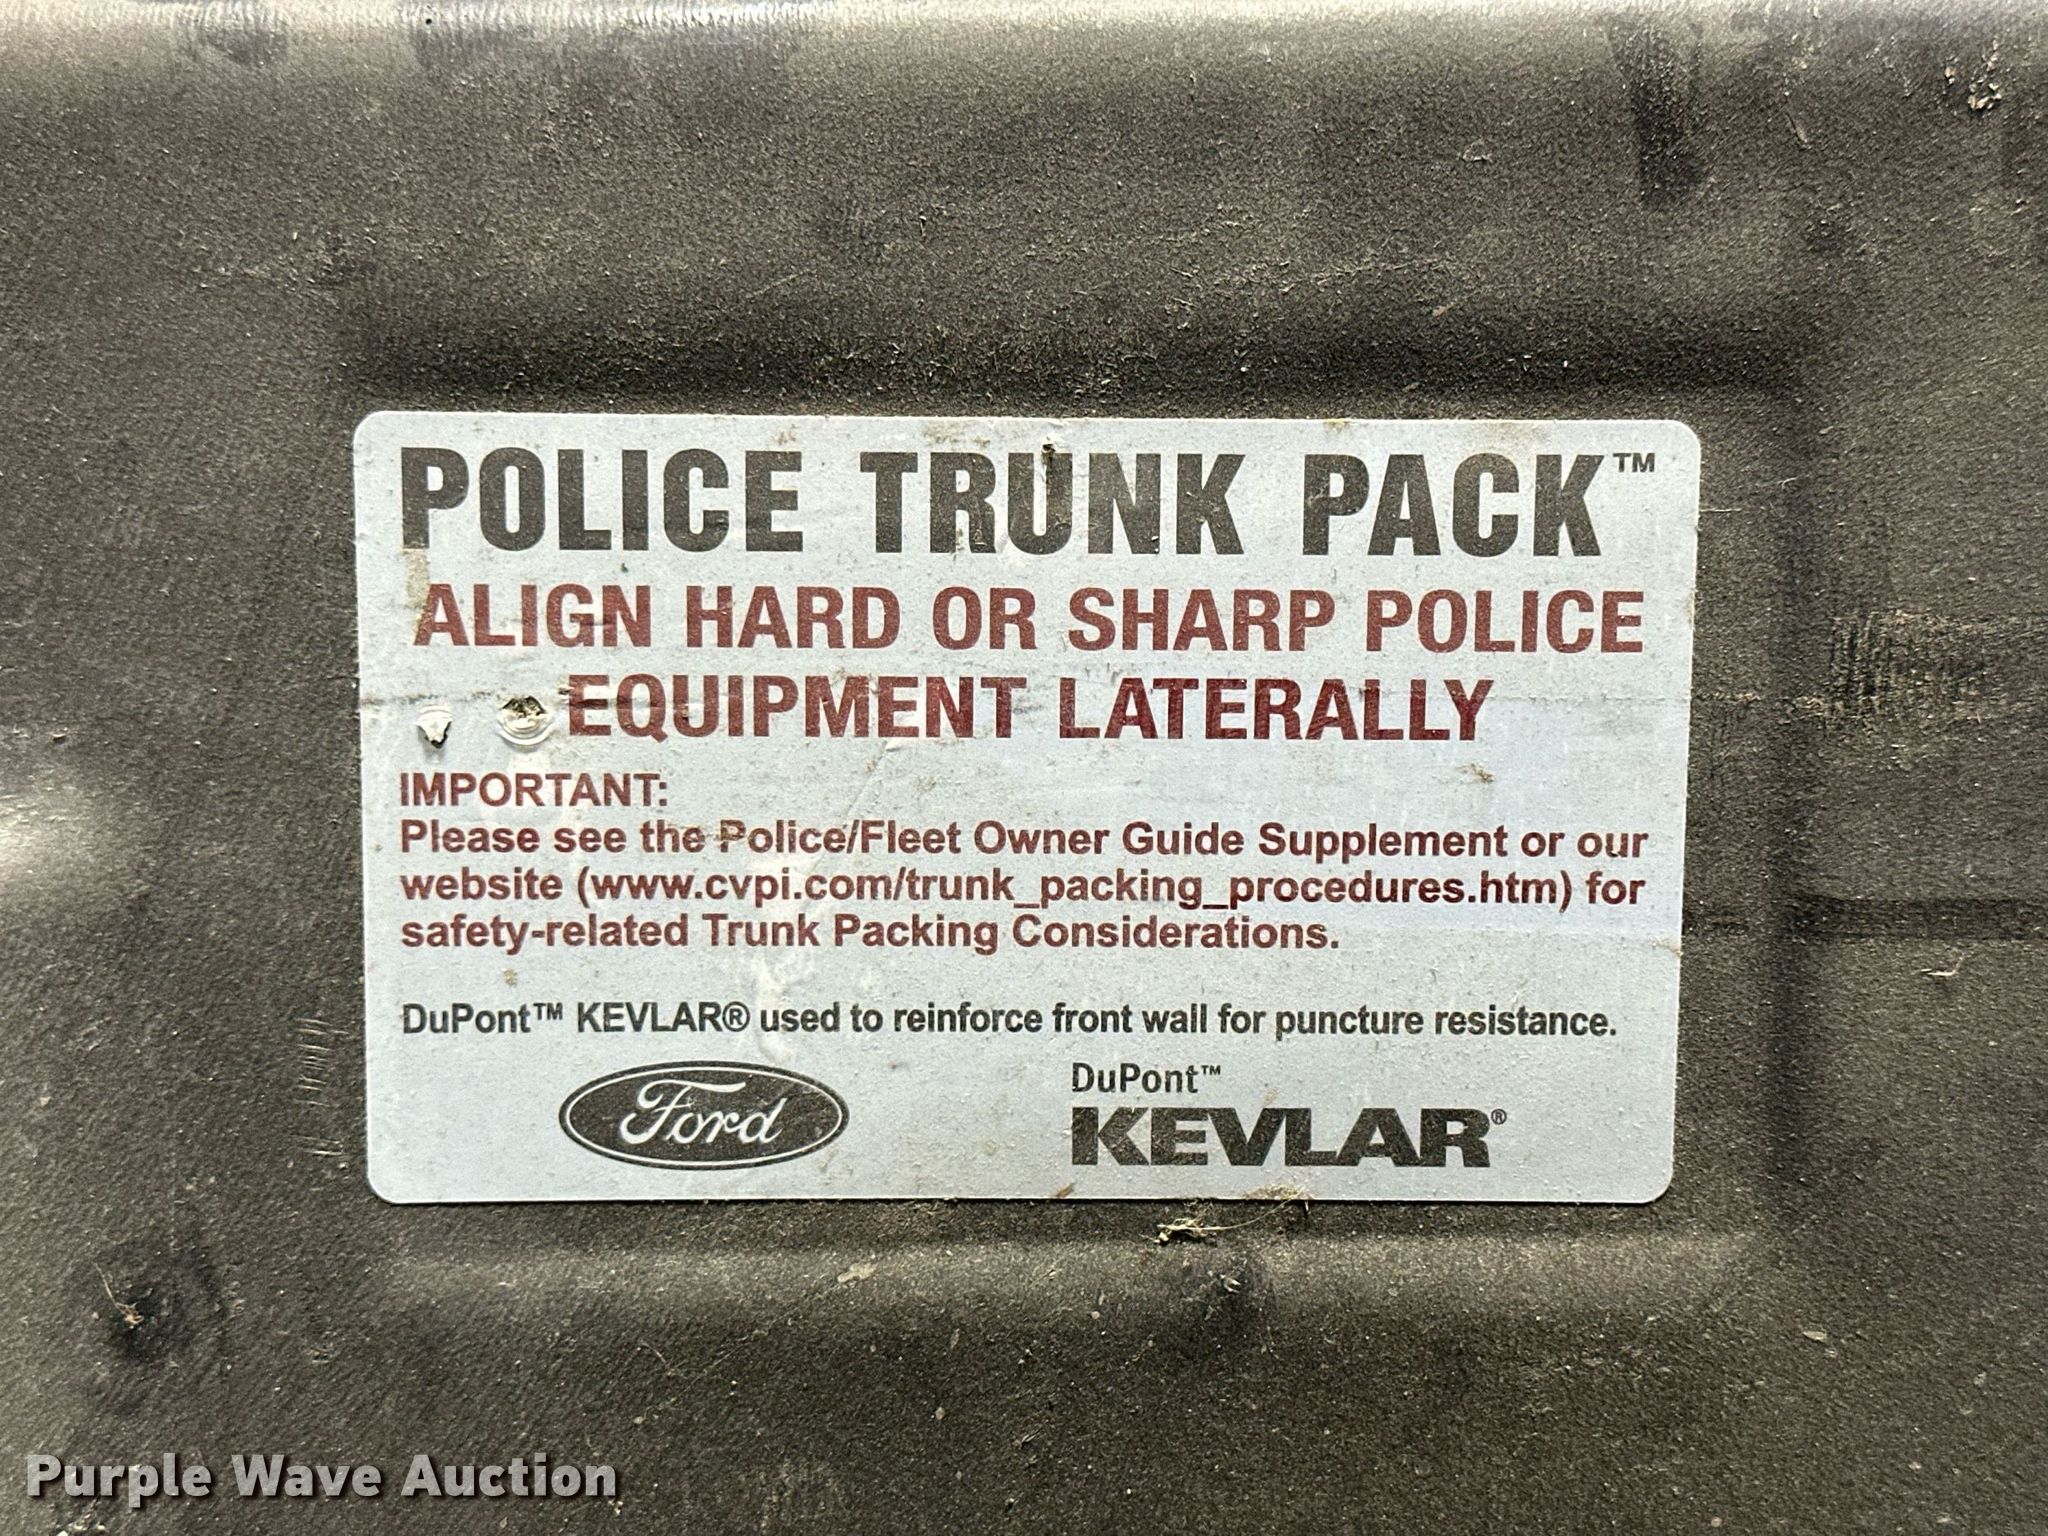 POLICE TRUNK PACK™
ALIGN HARD OR SHARP POLICE
EQUIPMENT LATERALLY
IMPORTANT:
Please see the Police/Fleet Owner Guide Supplement or our
website (www.cvpi.com/trunk_packing_procedures.htm) for
safety-related Trunk Packing Considerations.
DuPont™ KEVLAR® used to reinforce front wall for puncture resistance.
Ford
DuPont™
KEVLAR®
Purple Wave Auction